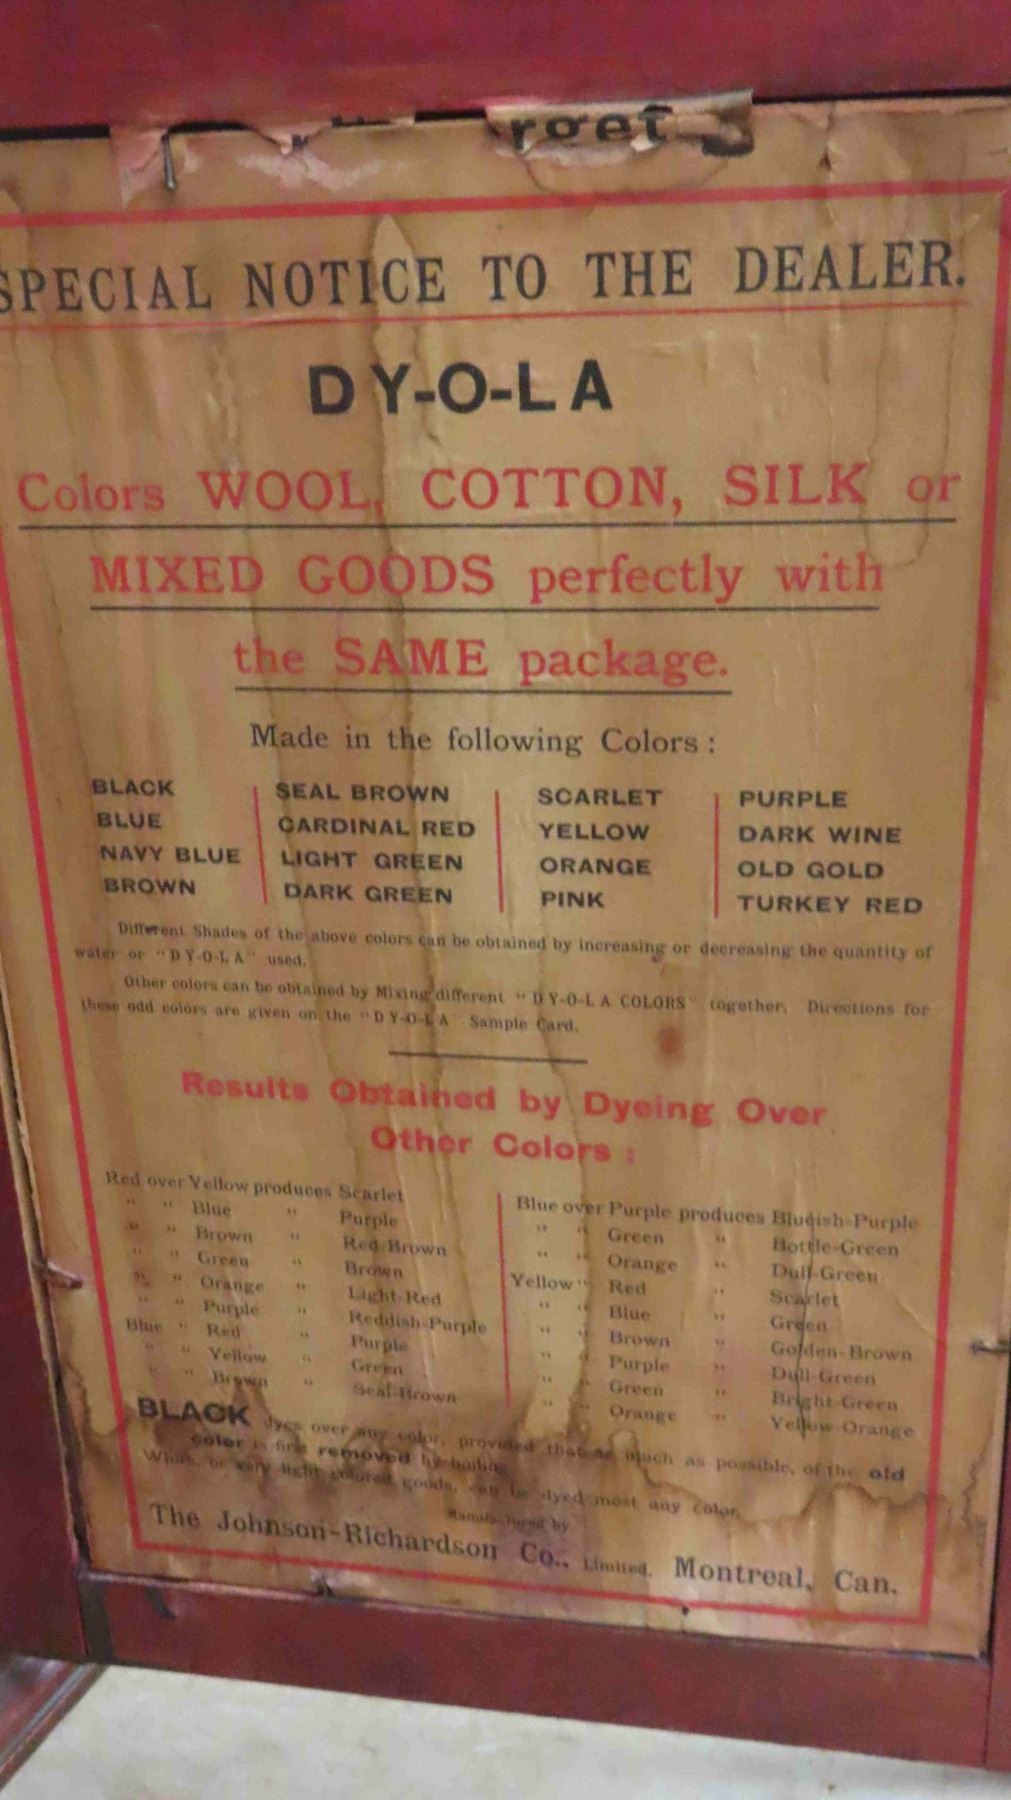 rget
SPECIAL NOTICE TO THE DEALER.
DY-O-LA
Colors WOOL, COTTON, SILK or
MIXED GOODS perfectly with
the SAME package.
Made in the following Colors :
BLACK SEAL BROWN SCARLET PURPLE
BLUE CARDINAL RED YELLOW DARK WINE
NAVY BLUE LIGHT GREEN ORANGE OLD GOLD
BROWN DARK GREEN PINK TURKEY RED
Different Shades of the above colors can be obtained by increasing or decreasing the quantity of
water or "DY-O-LA" used.
Other colors can be obtained by Mixing different "DY-O-LA COLORS" together. Directions for
these odd colors are given on the "DY-O-LA" Sample Card.
Results Obtained by Dyeing Over
Other Colors :
Red over Yellow produces Scarlet
" " Blue " Purple
" " Brown " Red-Brown
" " Green " Brown
" " Orange " Light-Red
" " Purple " Reddish-Purple
Blue " Red " Purple
" " Yellow " Green
" " Brown " Seal-Brown
Blue over Purple produces Blueish-Purple
" " Green " Bottle-Green
" " Orange " Dull-Green
Yellow " Red " Scarlet
" " Blue " Green
" " Brown " Golden-Brown
" " Purple " Dull-Green
" " Green " Bright-Green
" " Orange " Yellow-Orange
BLACK dyes over any color, provided that as much as possible, of the old
color is first removed by boiling.
White, or very light colored goods, can be dyed most any color.
Manufactured by
The Johnson-Richardson Co., Limited, Montreal, Can.